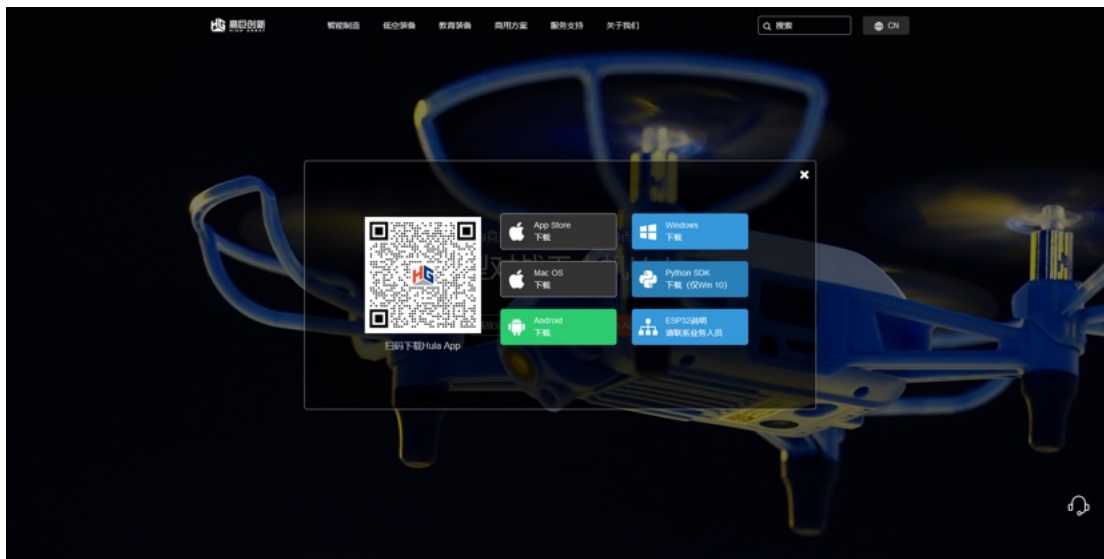 HG 高巨创新
HIGH GREAT
智能制造 低空装备 教育装备 商用方案 服务支持 关于我们
搜索
CN
App Store
下载
Windows
下载
Mac OS
下载
Python SDK
下载 (仅Win 10)
Android
下载
ESP32说明
请联系业务人员
HG
扫码下载Hula App